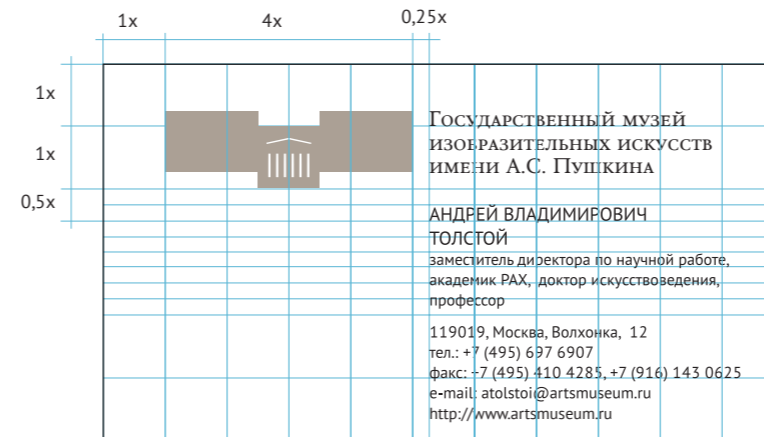 1x
4x
0,25x
1x
1x
0,5x
Государственный музей
изобразительных искусств
имени А.С. Пушкина
АНДРЕЙ ВЛАДИМИРОВИЧ
ТОЛСТОЙ
заместитель директора по научной работе,
академик РАХ, доктор искусствоведения,
профессор
119019, Москва, Волхонка, 12
тел.: +7 (495) 697 6907
факс: +7 (495) 410 4285, +7 (916) 143 0625
e-mail: atolstoi@artsmuseum.ru
http://www.artsmuseum.ru